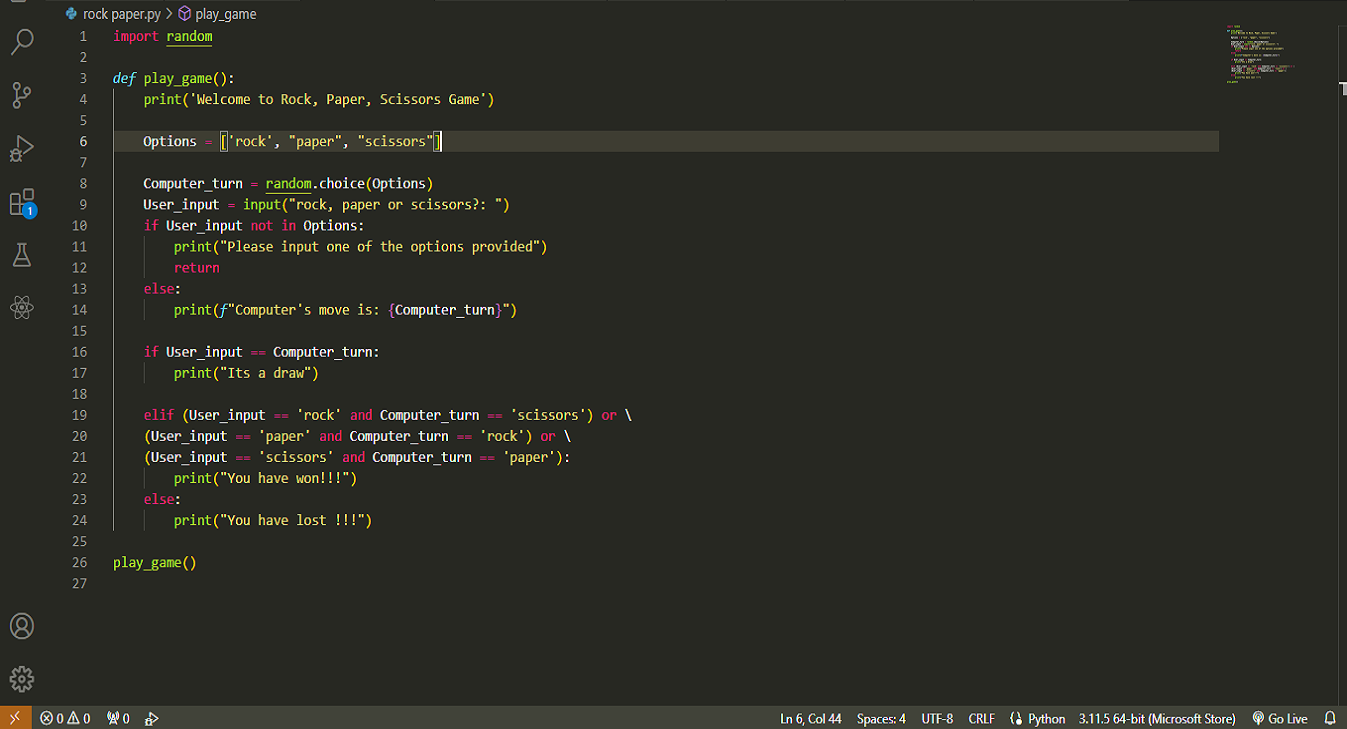 rock paper.py > play_game
1 import random
2
3 def play_game():
4     print('Welcome to Rock, Paper, Scissors Game')
5
6     Options = ['rock', "paper", "scissors"]
7
8     Computer_turn = random.choice(Options)
9     User_input = input("rock, paper or scissors?: ")
10     if User_input not in Options:
11         print("Please input one of the options provided")
12         return
13     else:
14         print(f"Computer's move is: {Computer_turn}")
15
16     if User_input == Computer_turn:
17         print("Its a draw")
18
19     elif (User_input == 'rock' and Computer_turn == 'scissors') or \
20     (User_input == 'paper' and Computer_turn == 'rock') or \
21     (User_input == 'scissors' and Computer_turn == 'paper'):
22         print("You have won!!!")
23     else:
24         print("You have lost !!!")
25
26 play_game()
27
1
0 0 0 Ln 6, Col 44 Spaces: 4 UTF-8 CRLF Python 3.11.5 64-bit (Microsoft Store) Go Live